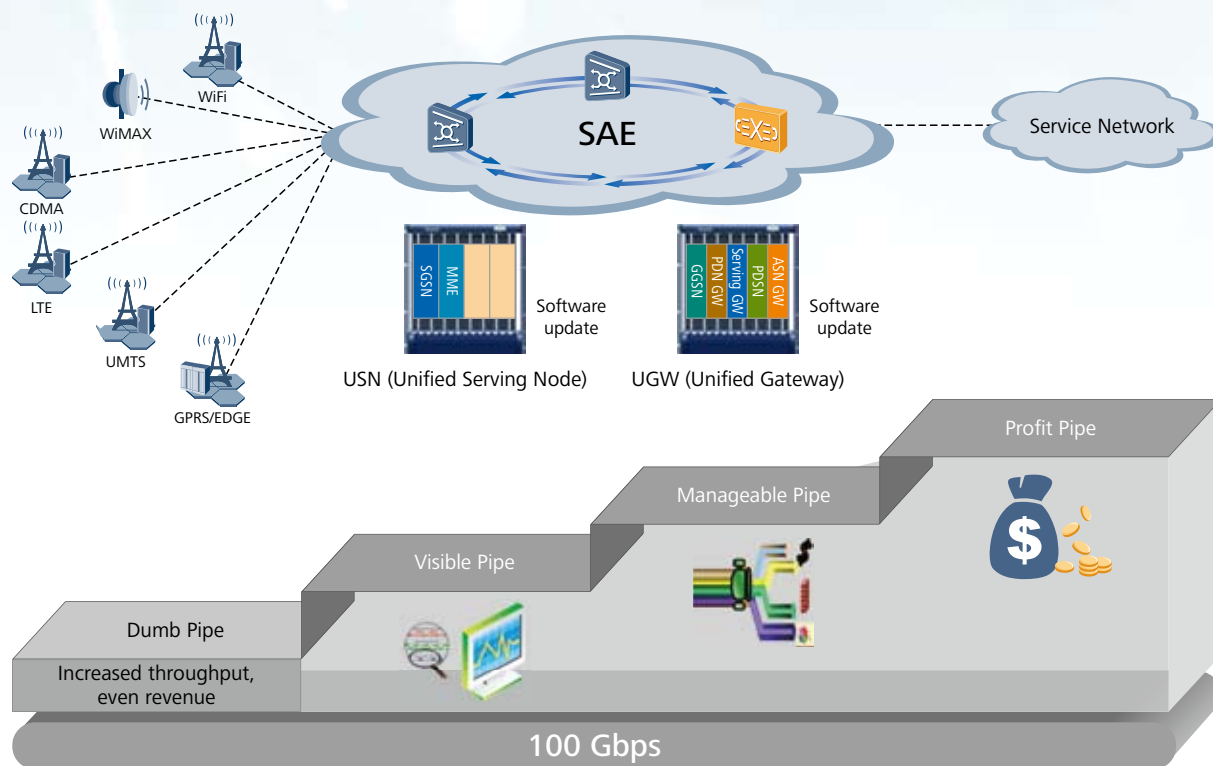 WiFi
WiMAX
CDMA
LTE
UMTS
GPRS/EDGE
SAE
Service Network
SGSN
MME
Software
update
USN (Unified Serving Node)
GGSN
PDN GW
Serving GW
PDSN
ASN GW
Software
update
UGW (Unified Gateway)
Profit Pipe
Manageable Pipe
Visible Pipe
Dumb Pipe
Increased throughput,
even revenue
$
$
100 Gbps